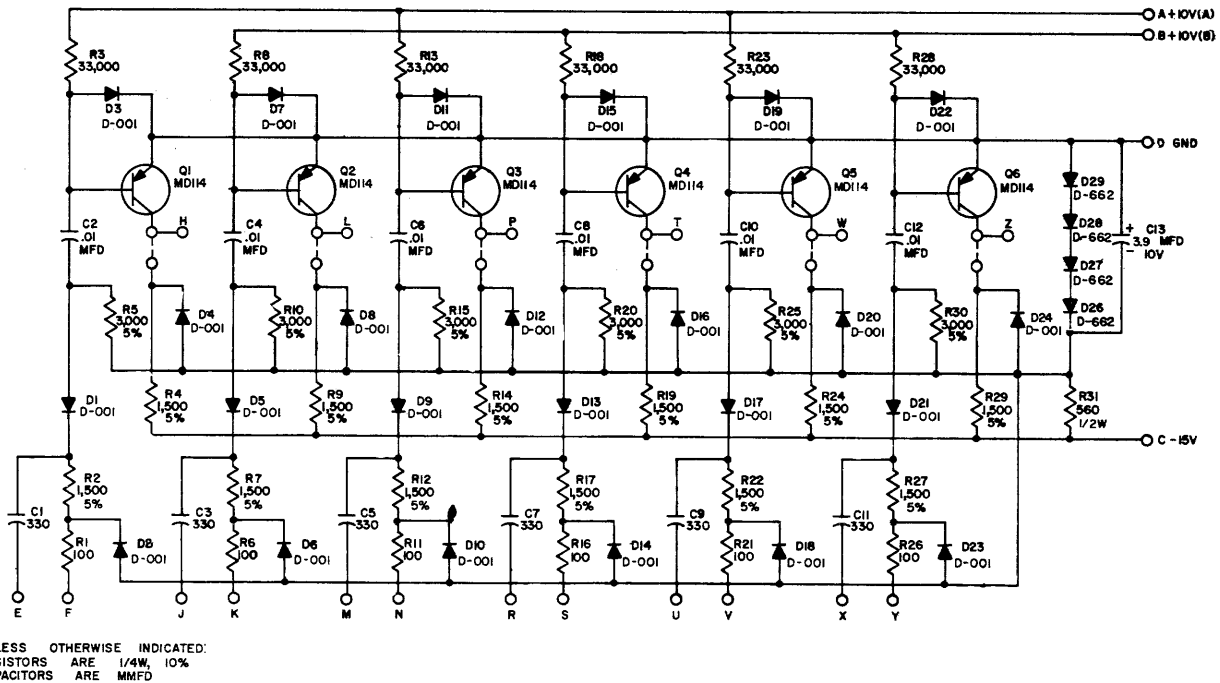 A+10V(A)
B+10V(B)
R3
33,000
R8
33,000
R13
33,000
R18
33,000
R23
33,000
R28
33,000
D3
D-001
D7
D-001
D11
D-001
D15
D-001
D19
D-001
D22
D-001
D GND
Q1
MD114
Q2
MD114
Q3
MD114
Q4
MD114
Q5
MD114
Q6
MD114
D29
D-662
D28
D-662
D27
D-662
D26
D-662
C13
+ MFD
3.9
10V
−
C2
.01
MFD
H
C4
.01
MFD
L
C6
.01
MFD
P
C8
.01
MFD
T
C10
.01
MFD
W
C12
.01
MFD
Z
R5
3,000
5%
D4
D-001
R10
3,000
5%
D8
D-001
R15
3,000
5%
D12
D-001
R20
3,000
5%
D16
D-001
R25
3,000
5%
D20
D-001
R30
3,000
5%
D24
D-001
D1
D-001
R4
1,500
5%
D5
D-001
R9
1,500
5%
D9
D-001
R14
1,500
5%
D13
D-001
R19
1,500
5%
D17
D-001
R24
1,500
5%
D21
D-001
R29
1,500
5%
R31
560
1/2W
C -15V
R2
1,500
5%
R7
1,500
5%
R12
1,500
5%
R17
1,500
5%
R22
1,500
5%
R27
1,500
5%
C1
330
R1
100
D2
D-001
C3
330
R6
100
D6
D-001
C5
330
R11
100
D10
D-001
C7
330
R16
100
D14
D-001
C9
330
R21
100
D18
D-001
C11
330
R26
100
D23
D-001
E F J K M N R S U V X Y
LESS OTHERWISE INDICATED:
SISTORS ARE 1/4W, 10%
PACITORS ARE MMFD